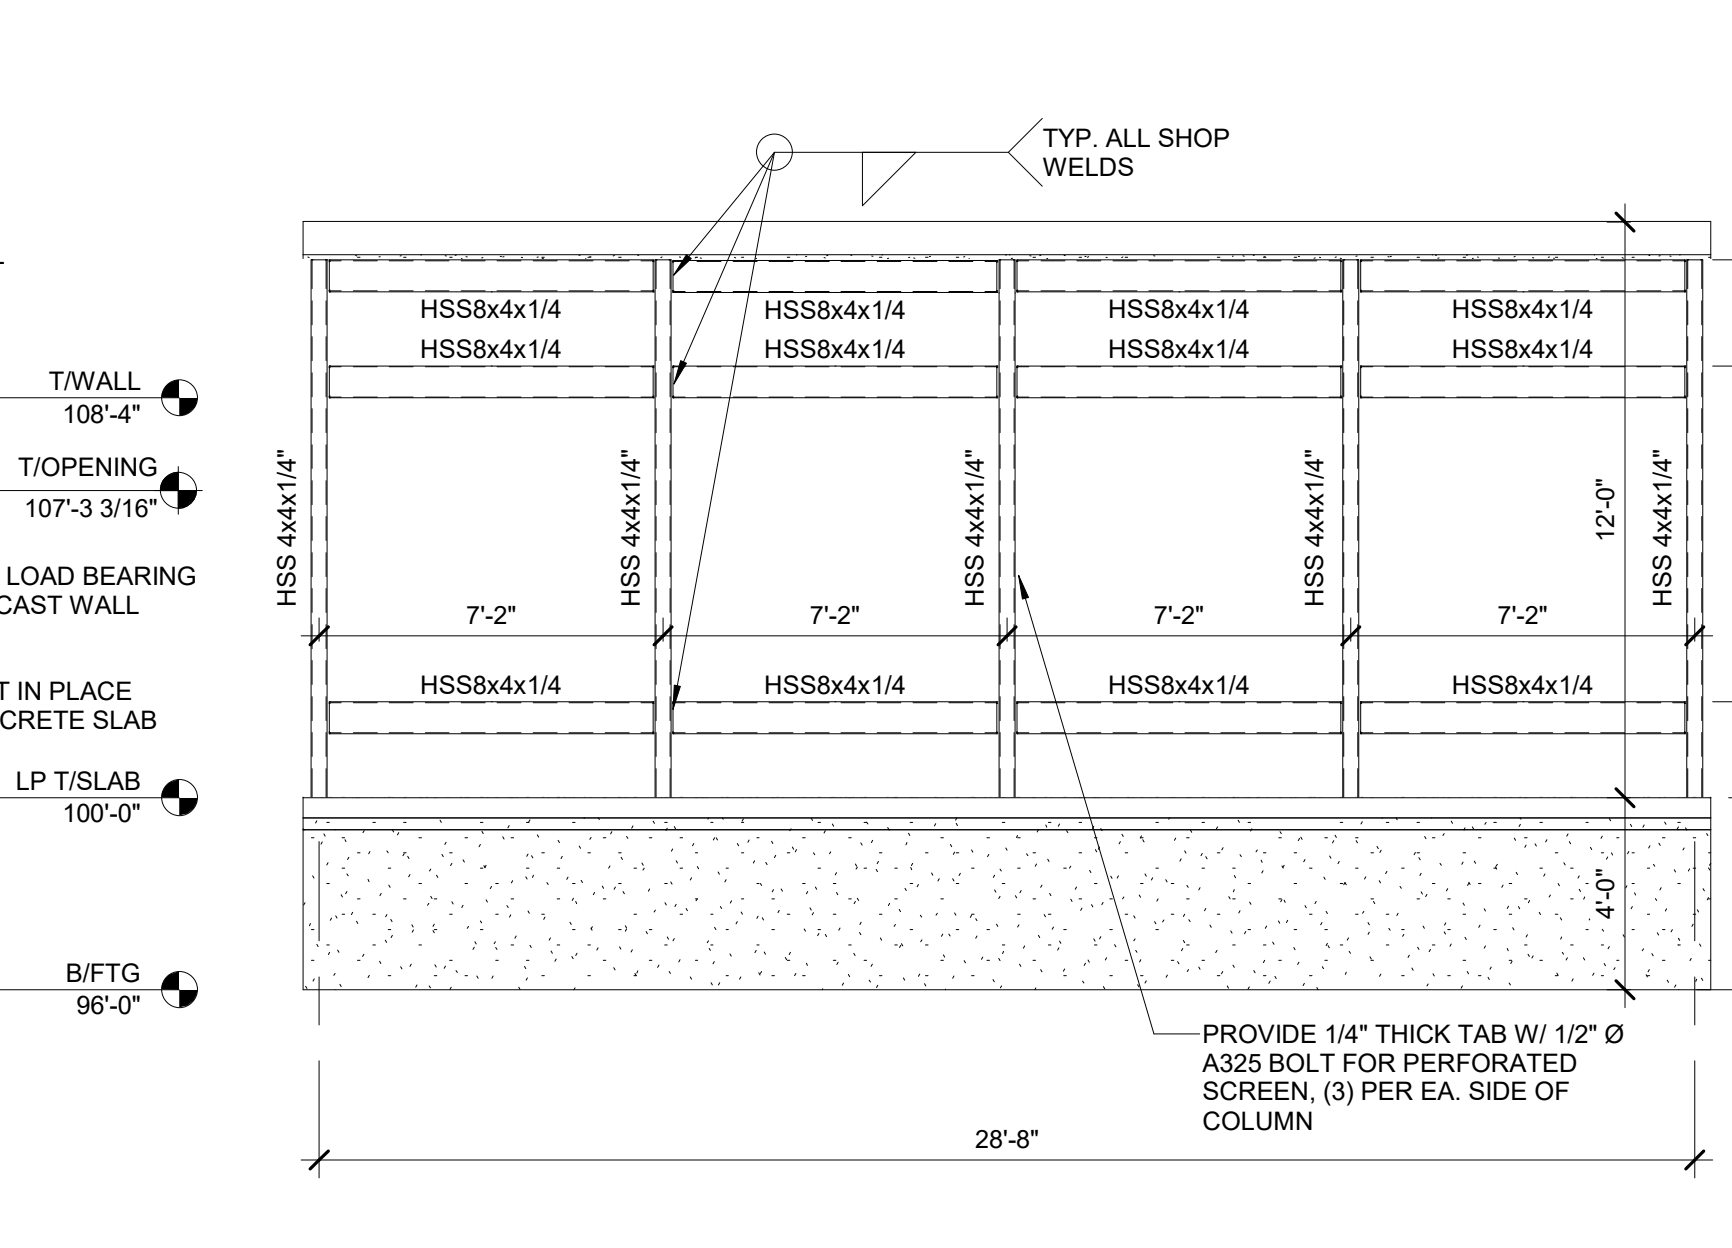 TYP. ALL SHOP
WELDS
HSS8x4x1/4
HSS8x4x1/4
HSS8x4x1/4
HSS8x4x1/4
HSS8x4x1/4
HSS8x4x1/4
HSS8x4x1/4
HSS8x4x1/4
T/WALL
108'-4"
T/OPENING
107'-3 3/16"
LOAD BEARING
CAST WALL
HSS 4x4x1/4"
HSS 4x4x1/4"
HSS 4x4x1/4"
HSS 4x4x1/4"
HSS 4x4x1/4"
12'-0"
7'-2"
7'-2"
7'-2"
7'-2"
T IN PLACE
CRETE SLAB
HSS8x4x1/4
HSS8x4x1/4
HSS8x4x1/4
HSS8x4x1/4
LP T/SLAB
100'-0"
4'-0"
B/FTG
96'-0"
PROVIDE 1/4" THICK TAB W/ 1/2" Ø
A325 BOLT FOR PERFORATED
SCREEN, (3) PER EA. SIDE OF
COLUMN
28'-8"